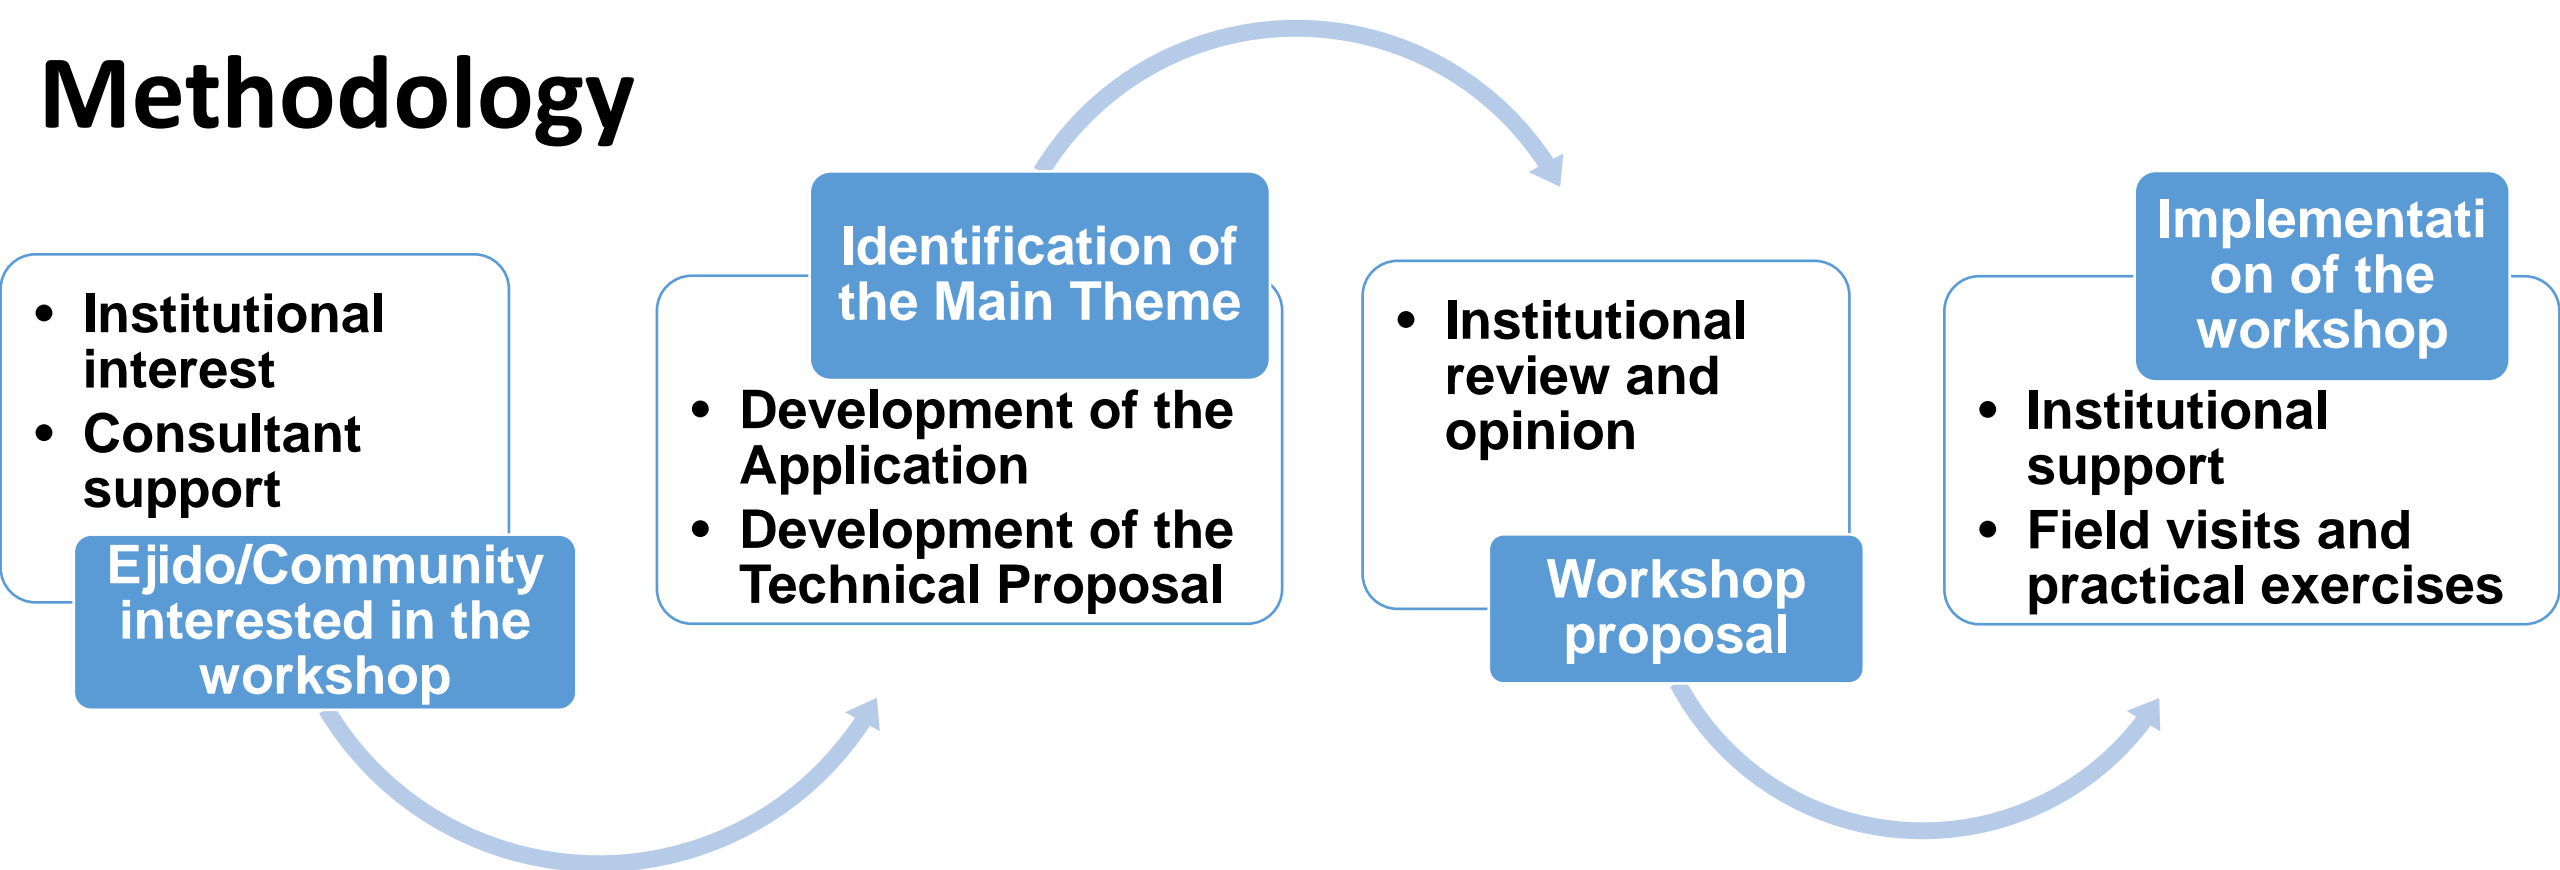 Methodology
• Institutional
interest
• Consultant
support
Ejido/Community
interested in the
workshop
Identification of
the Main Theme
• Development of the
Application
• Development of the
Technical Proposal
• Institutional
review and
opinion
Workshop
proposal
Implementati
on of the
workshop
• Institutional
support
• Field visits and
practical exercises